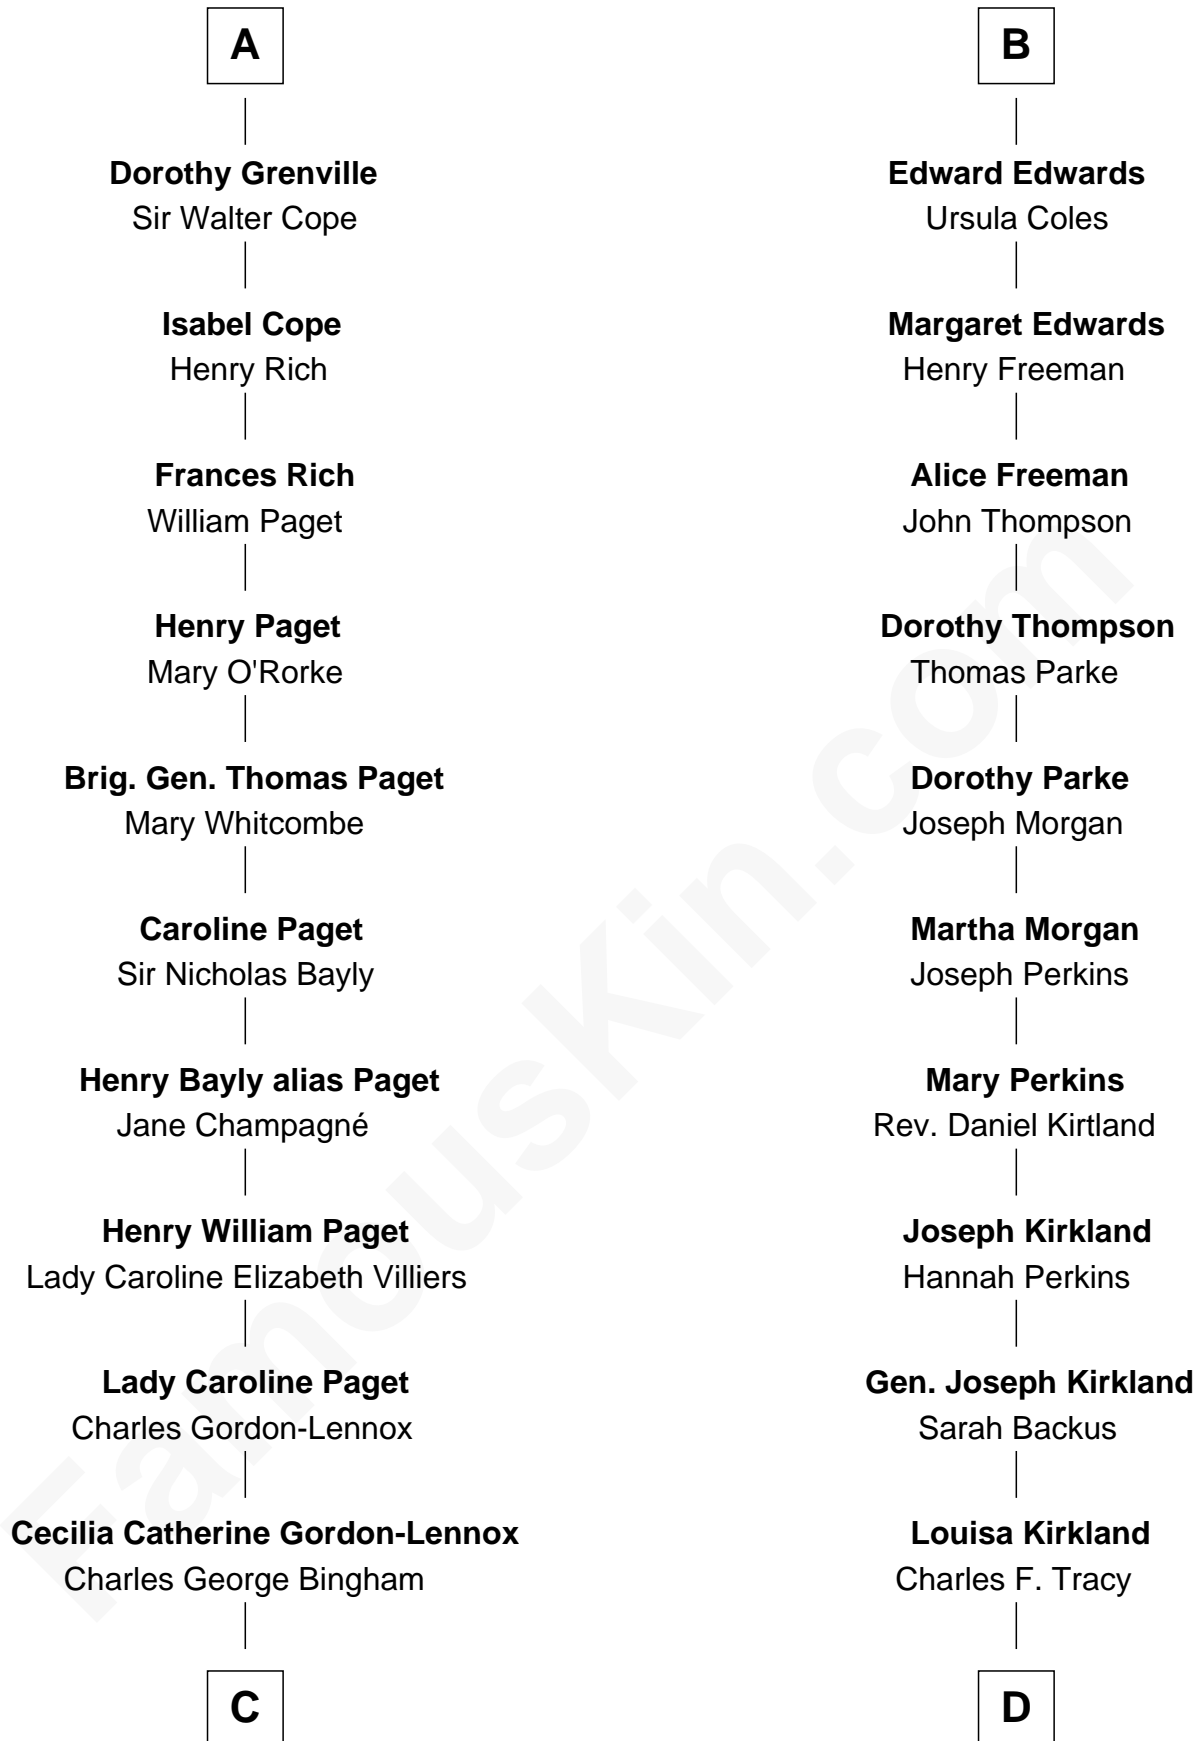 A
Dorothy Grenville
Sir Walter Cope
Isabel Cope
Henry Rich
Frances Rich
William Paget
Henry Paget
Mary O'Rorke
Brig. Gen. Thomas Paget
Mary Whitcombe
Caroline Paget
Sir Nicholas Bayly
Henry Bayly alias Paget
Jane Champagné
Henry William Paget
Lady Caroline Elizabeth Villiers
Lady Caroline Paget
Charles Gordon-Lennox
Cecilia Catherine Gordon-Lennox
Charles George Bingham
C
B
Edward Edwards
Ursula Coles
Margaret Edwards
Henry Freeman
Alice Freeman
John Thompson
Dorothy Thompson
Thomas Parke
Dorothy Parke
Joseph Morgan
Martha Morgan
Joseph Perkins
Mary Perkins
Rev. Daniel Kirtland
Joseph Kirkland
Hannah Perkins
Gen. Joseph Kirkland
Sarah Backus
Louisa Kirkland
Charles F. Tracy
D
FamousKin.com